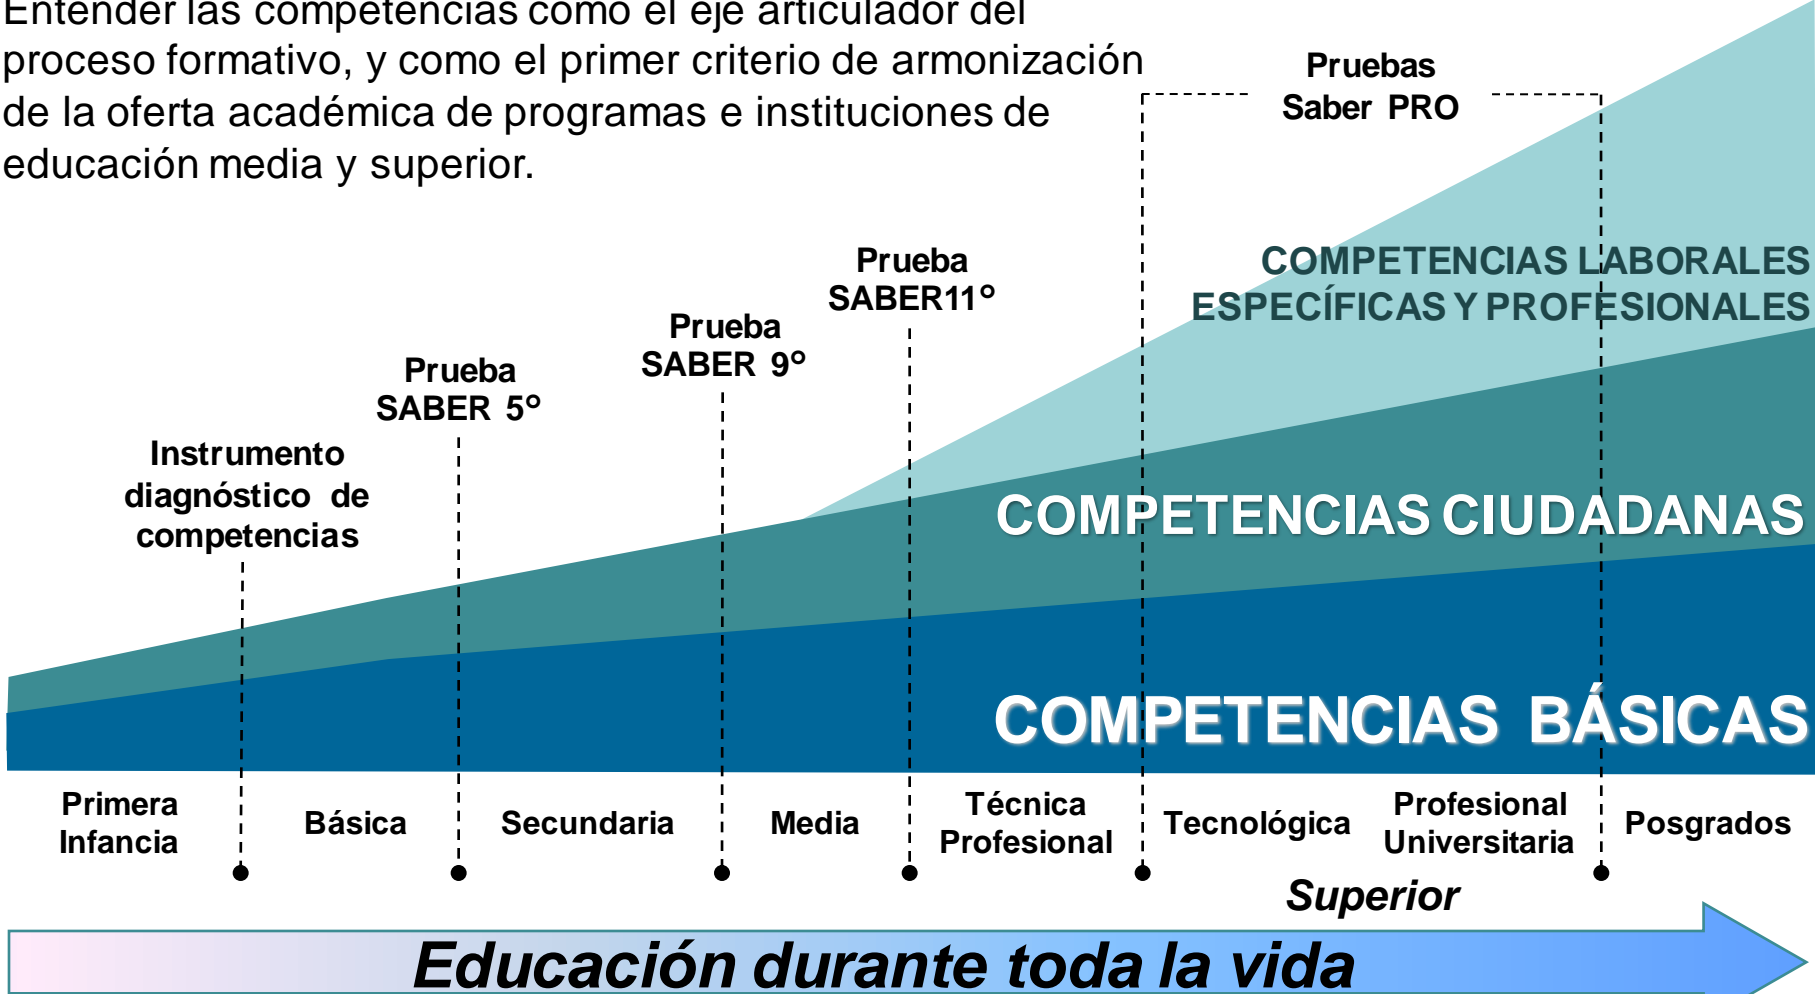 Entender las competencias como el eje articulador del
proceso formativo, y como el primer criterio de armonización
de la oferta académica de programas e instituciones de
educación media y superior.
Pruebas
Saber PRO
Prueba
SABER11°
Prueba
SABER 9°
Prueba
SABER 5°
Instrumento
diagnóstico de
competencias
COMPETENCIAS LABORALES
ESPECÍFICAS Y PROFESIONALES
COMPETENCIAS CIUDADANAS
COMPETENCIAS BÁSICAS
Primera
Infancia
Básica
Secundaria
Media
Técnica
Profesional
Tecnológica
Profesional
Universitaria
Posgrados
Superior
Educación durante toda la vida